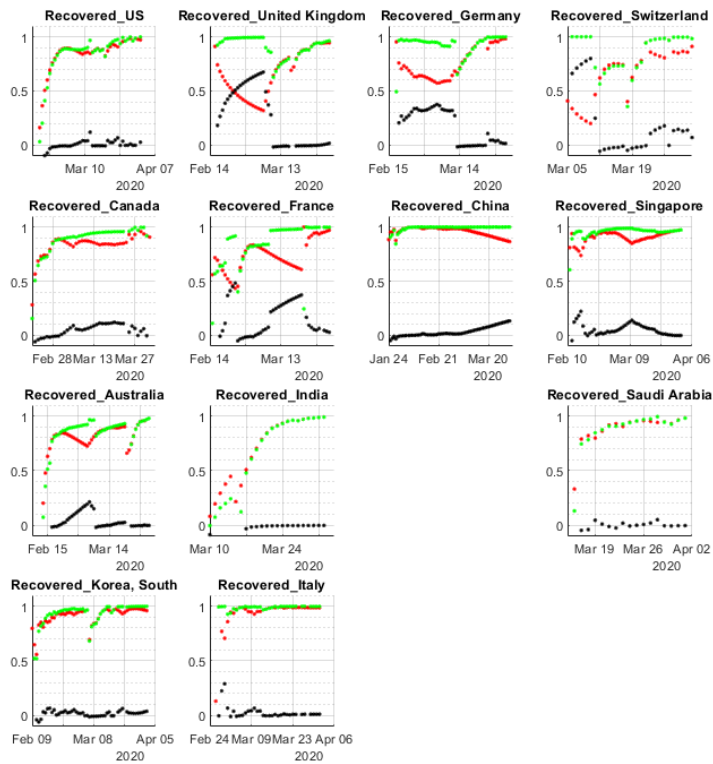 Recovered_US
1
0.5
0
Mar 10 Apr 07
2020
Recovered_United Kingdom
1
0.5
0
Feb 14 Mar 13
2020
Recovered_Germany
1
0.5
0
Feb 15 Mar 14
2020
Recovered_Switzerland
1
0.5
0
Mar 05 Mar 19
2020
Recovered_Canada
1
0.5
0
Feb 28 Mar 13 Mar 27
2020
Recovered_France
1
0.5
0
Feb 14 Mar 13
2020
Recovered_China
1
0.5
0
Jan 24 Feb 21 Mar 20
2020
Recovered_Singapore
1
0.5
0
Feb 10 Mar 09 Apr 06
2020
Recovered_Australia
1
0.5
0
Feb 15 Mar 14
2020
Recovered_India
1
0.5
0
Mar 10 Mar 24
2020
Recovered_Saudi Arabia
1
0.5
0
Mar 19 Mar 26 Apr 02
2020
Recovered_Korea, South
1
0.5
0
Feb 09 Mar 08 Apr 05
2020
Recovered_Italy
1
0.5
0
Feb 24 Mar 09 Mar 23 Apr 06
2020